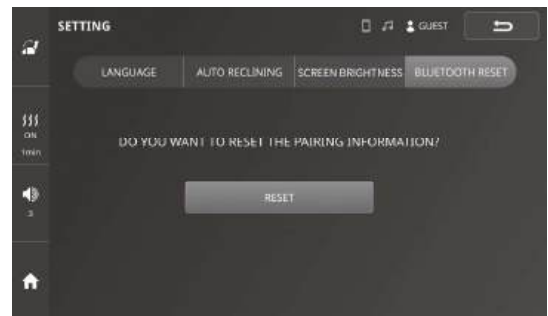 SETTING
GUEST
LANGUAGE
AUTO RECLINING
SCREEN BRIGHTNESS
BLUETOOTH RESET
ON
1min
DO YOU WANT TO RESET THE PAIRING INFORMATION?
RESET
3